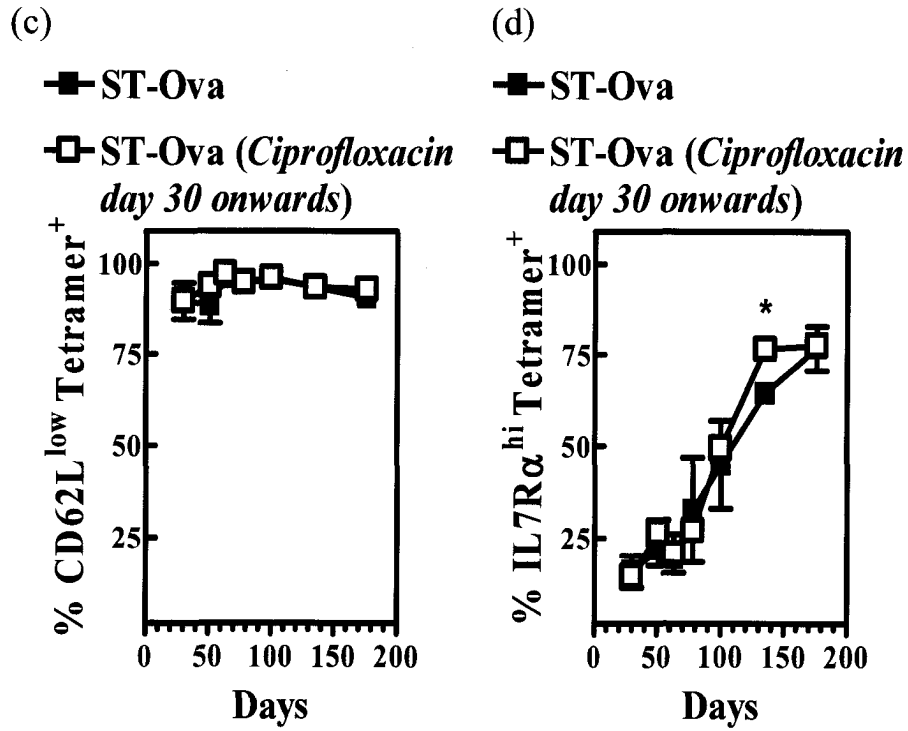 (c)
ST-Ova
ST-Ova (Ciprofloxacin
day 30 onwards)
% CD62L^low Tetramer^+
100
75
50
25
0 50 100 150 200
Days
(d)
ST-Ova
ST-Ova (Ciprofloxacin
day 30 onwards)
% IL7Rα^hi Tetramer^+
100
75
50
25
*
0 50 100 150 200
Days